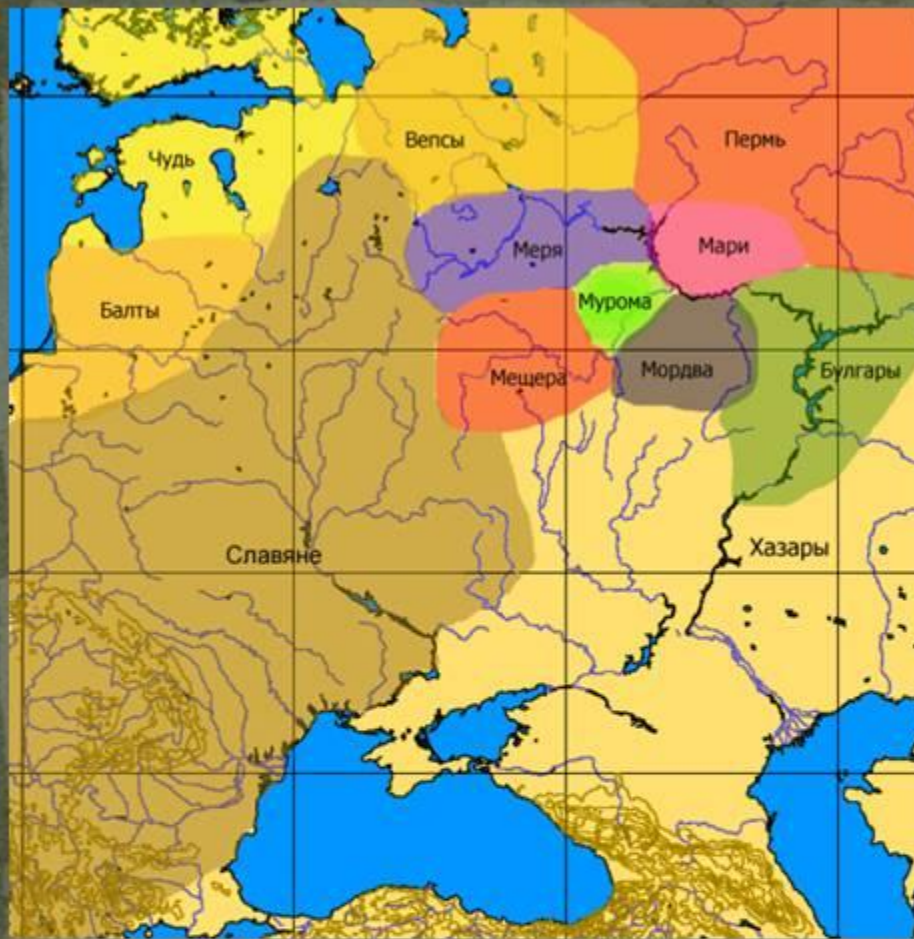 Чудь
Вепсы
Пермь
Меря
Мари
Балты
Мурома
Мещера
Мордва
Булгары
Славяне
Хазары